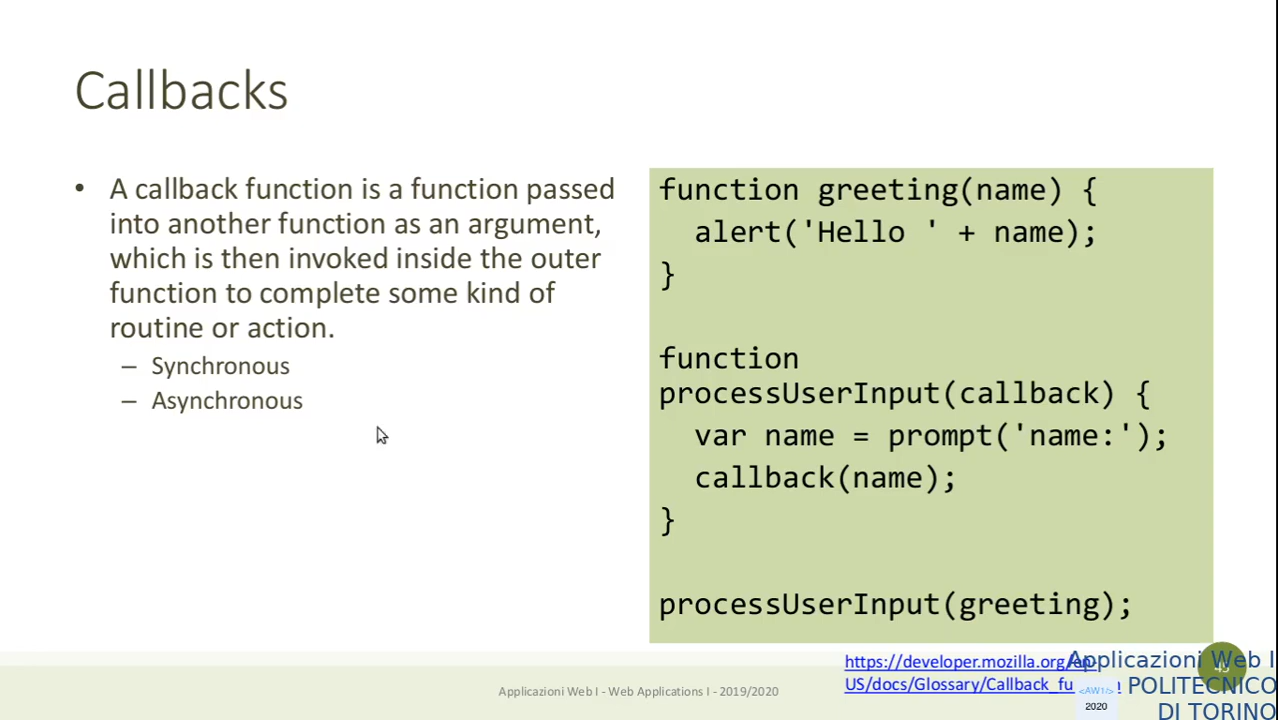 Callbacks
• A callback function is a function passed
into another function as an argument,
which is then invoked inside the outer
function to complete some kind of
routine or action.
– Synchronous
– Asynchronous
function greeting(name) {
alert('Hello ' + name);
}
function
processUserInput(callback) {
var name = prompt('name:');
callback(name);
}
processUserInput(greeting);
https://developer.mozilla.org/en-
US/docs/Glossary/Callback_fu
Applicazioni Web I - Web Applications I - 2019/2020
Applicazioni Web I
POLITECNICO
DI TORINO
<AW1/>
2020